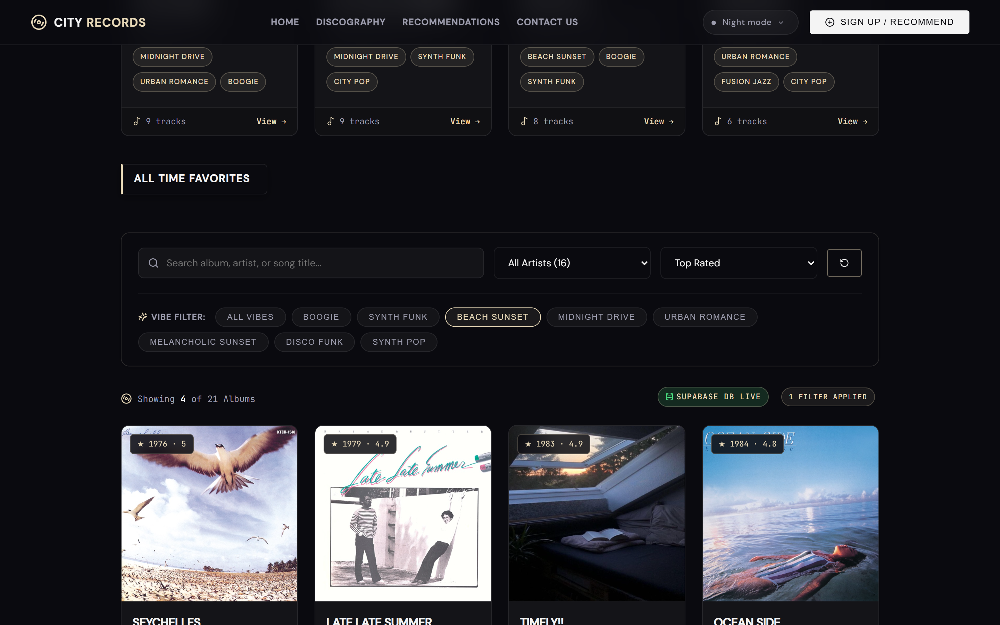 CITY RECORDS
HOME DISCOGRAPHY RECOMMENDATIONS CONTACT US
Night mode
SIGN UP / RECOMMEND
MIDNIGHT DRIVE
URBAN ROMANCE BOOGIE
9 tracks View →
MIDNIGHT DRIVE SYNTH FUNK
CITY POP
9 tracks View →
BEACH SUNSET BOOGIE
SYNTH FUNK
8 tracks View →
URBAN ROMANCE
FUSION JAZZ CITY POP
6 tracks View →
ALL TIME FAVORITES
Search album, artist, or song title...
All Artists (16)
Top Rated
VIBE FILTER: ALL VIBES BOOGIE SYNTH FUNK BEACH SUNSET MIDNIGHT DRIVE URBAN ROMANCE
MELANCHOLIC SUNSET DISCO FUNK SYNTH POP
Showing 4 of 21 Albums
SUPABASE DB LIVE
1 FILTER APPLIED
KTCR-1540
★ 1976 · 5
SEYCHELLES
BREAD & BUTTER
★ 1979 · 4.9
Late Late Summer
LATE LATE SUMMER
★ 1983 · 4.9
TIMELY!!
★ 1984 · 4.8
OCEAN SIDE